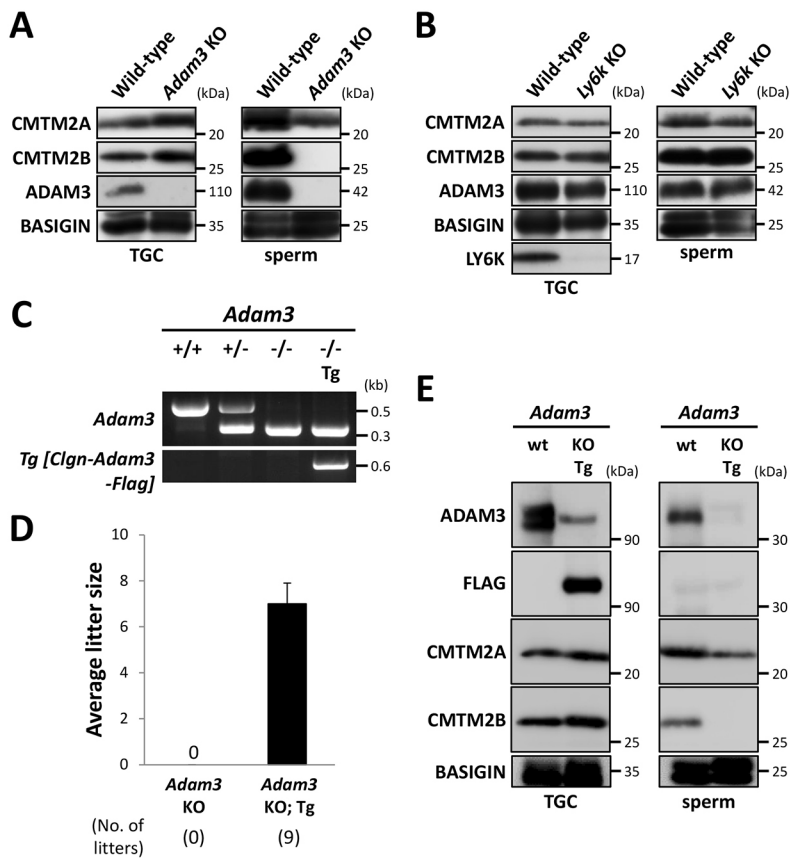 A
Wild-type
Adam3 KO
(kDa)
CMTM2A
20
CMTM2B
25
ADAM3
110
BASIGIN
35
TGC
Wild-type
Adam3 KO
(kDa)
20
25
42
25
sperm
B
Wild-type
Ly6k KO
(kDa)
CMTM2A
20
CMTM2B
25
ADAM3
110
BASIGIN
35
LY6K
17
TGC
Wild-type
Ly6k KO
(kDa)
20
25
42
25
sperm
C
Adam3
+/+ +/- -/- -/-
Tg
(kb)
Adam3
0.5
0.3
Tg [Clgn-Adam3
-Flag]
0.6
D
Average litter size
10
8
6
4
2
0
0
Adam3 Adam3
KO KO; Tg
(No. of
litters)
(0) (9)
E
Adam3
wt KO
Tg
(kDa)
ADAM3
90
FLAG
90
CMTM2A
20
CMTM2B
25
BASIGIN
35
TGC
Adam3
wt KO
Tg
(kDa)
30
30
20
25
25
sperm